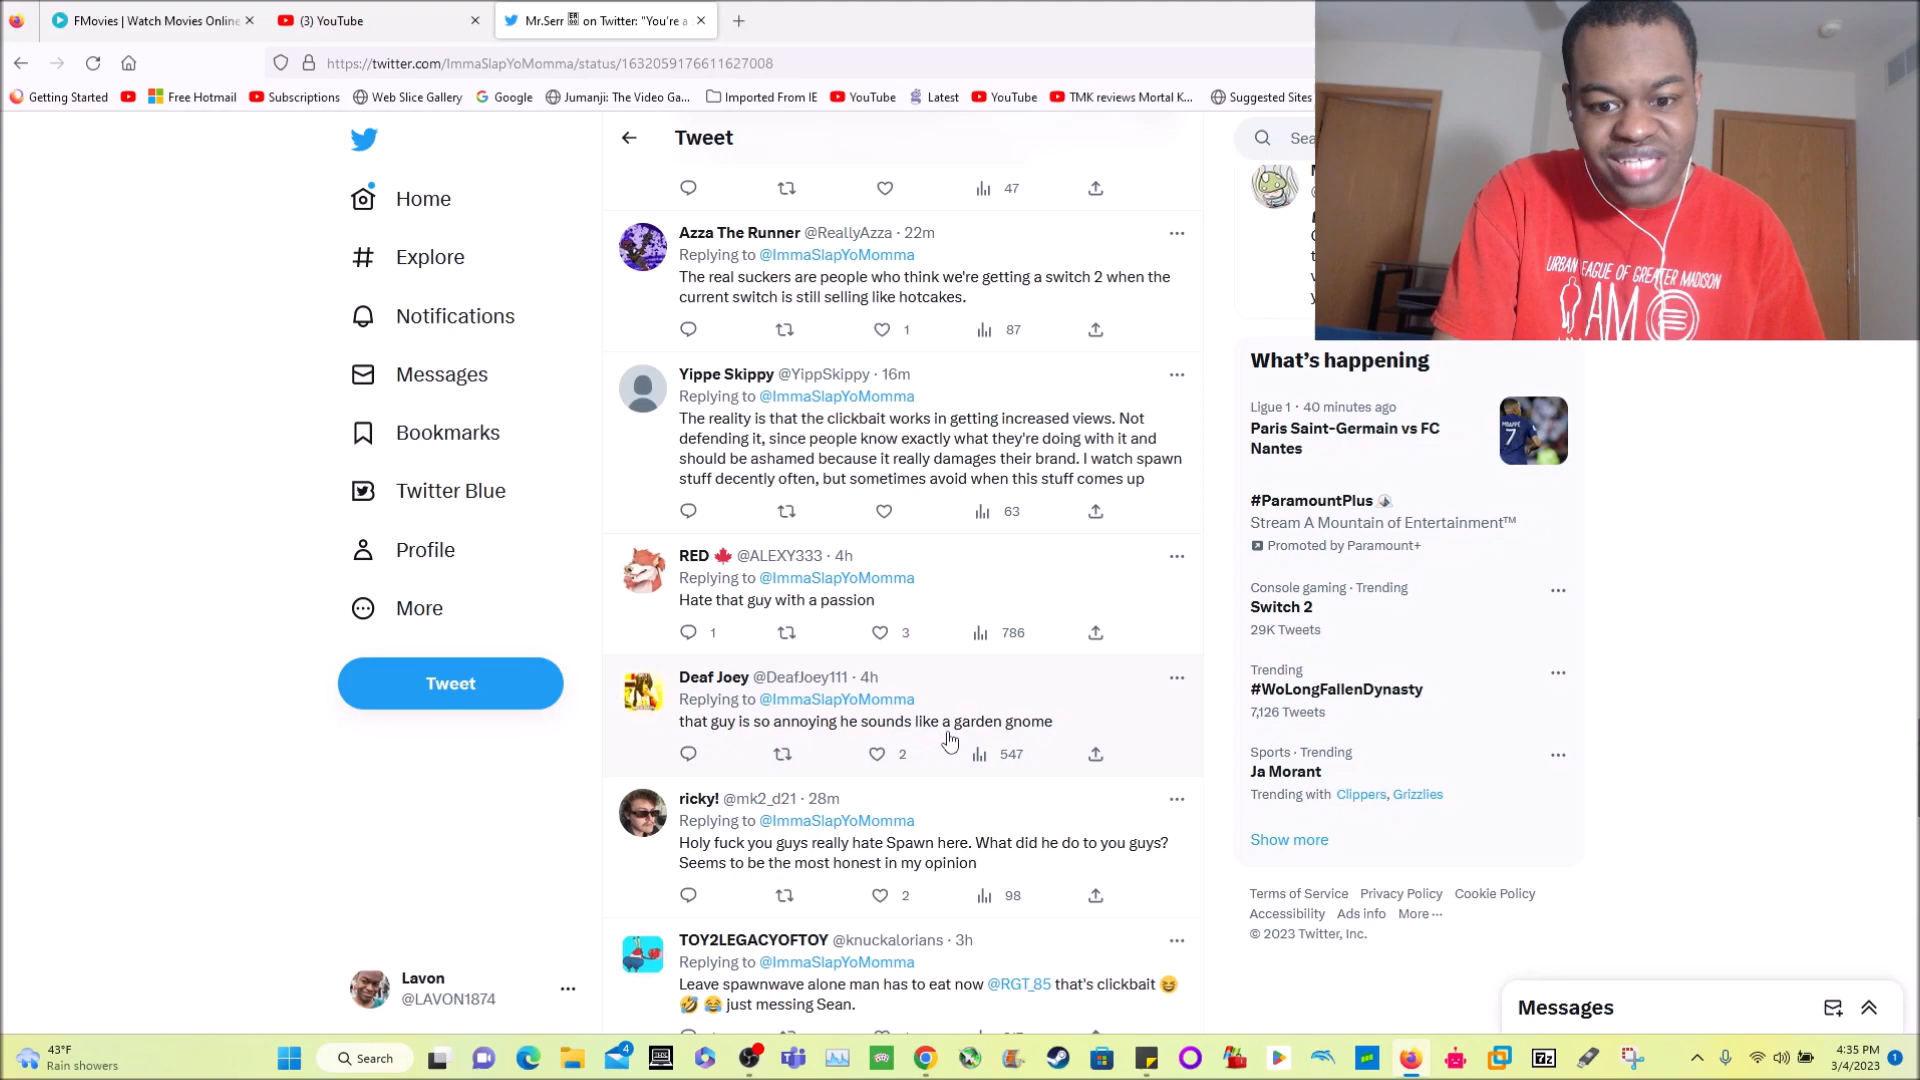 FMovies | Watch Movies Online
(3) YouTube
Mr.Serr on Twitter: "You're a
https://twitter.com/ImmaSlapYoMomma/status/1632059176611627008
Getting Started
Free Hotmail
Subscriptions
Web Slice Gallery
Google
Jumanji: The Video Ga...
Imported From IE
YouTube
Latest
YouTube
TMK reviews Mortal K...
Suggested Sites
Home
Explore
Notifications
Messages
Bookmarks
Twitter Blue
Profile
More
Tweet
Lavon
@LAVON1874
Tweet
47
Azza The Runner @ReallyAzza · 22m
Replying to @ImmaSlapYoMomma
The real suckers are people who think we're getting a switch 2 when the
current switch is still selling like hotcakes.
1 87
Yippe Skippy @YippSkippy · 16m
Replying to @ImmaSlapYoMomma
The reality is that the clickbait works in getting increased views. Not
defending it, since people know exactly what they're doing with it and
should be ashamed because it really damages their brand. I watch spawn
stuff decently often, but sometimes avoid when this stuff comes up
63
RED @ALEXY333 · 4h
Replying to @ImmaSlapYoMomma
Hate that guy with a passion
1 3 786
Deaf Joey @DeafJoey111 · 4h
Replying to @ImmaSlapYoMomma
that guy is so annoying he sounds like a garden gnome
2 547
ricky! @mk2_d21 · 28m
Replying to @ImmaSlapYoMomma
Holy fuck you guys really hate Spawn here. What did he do to you guys?
Seems to be the most honest in my opinion
2 98
TOY2LEGACYOFTOY @knuckalorians · 3h
Replying to @ImmaSlapYoMomma
Leave spawnwave alone man has to eat now @RGT_85 that's clickbait 😆
🤣 😂 just messing Sean.
Sea
URBAN LEAGUE OF GREATER MADISON
I AM
What's happening
Ligue 1 · 40 minutes ago
Paris Saint-Germain vs FC
Nantes
#ParamountPlus
Stream A Mountain of Entertainment™
Promoted by Paramount+
Console gaming · Trending
Switch 2
29K Tweets
Trending
#WoLongFallenDynasty
7,126 Tweets
Sports · Trending
Ja Morant
Trending with Clippers, Grizzlies
Show more
Terms of Service Privacy Policy Cookie Policy
Accessibility Ads info More ···
© 2023 Twitter, Inc.
Messages
43°F
Rain showers
Search
4
7z
4:35 PM
3/4/2023
1